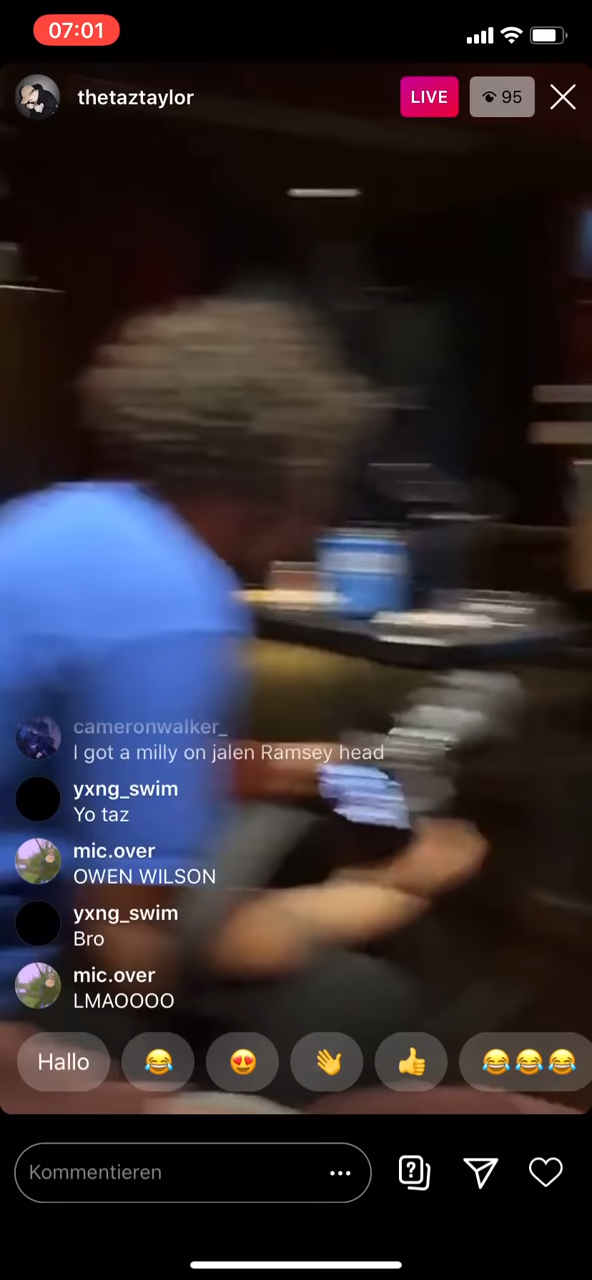 07:01
thetaztaylor
LIVE
95
cameronwalker_
I got a milly on jalen Ramsey head
yxng_swim
Yo taz
mic.over
OWEN WILSON
yxng_swim
Bro
mic.over
LMAOOOO
Hallo
Kommentieren